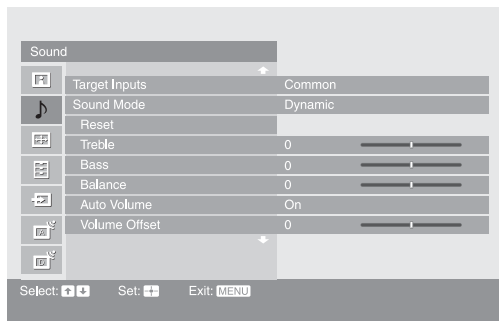 Sound
Target Inputs Common
Sound Mode Dynamic
Reset
Treble 0
Bass 0
Balance 0
Auto Volume On
Volume Offset 0
Select: Set: Exit: MENU